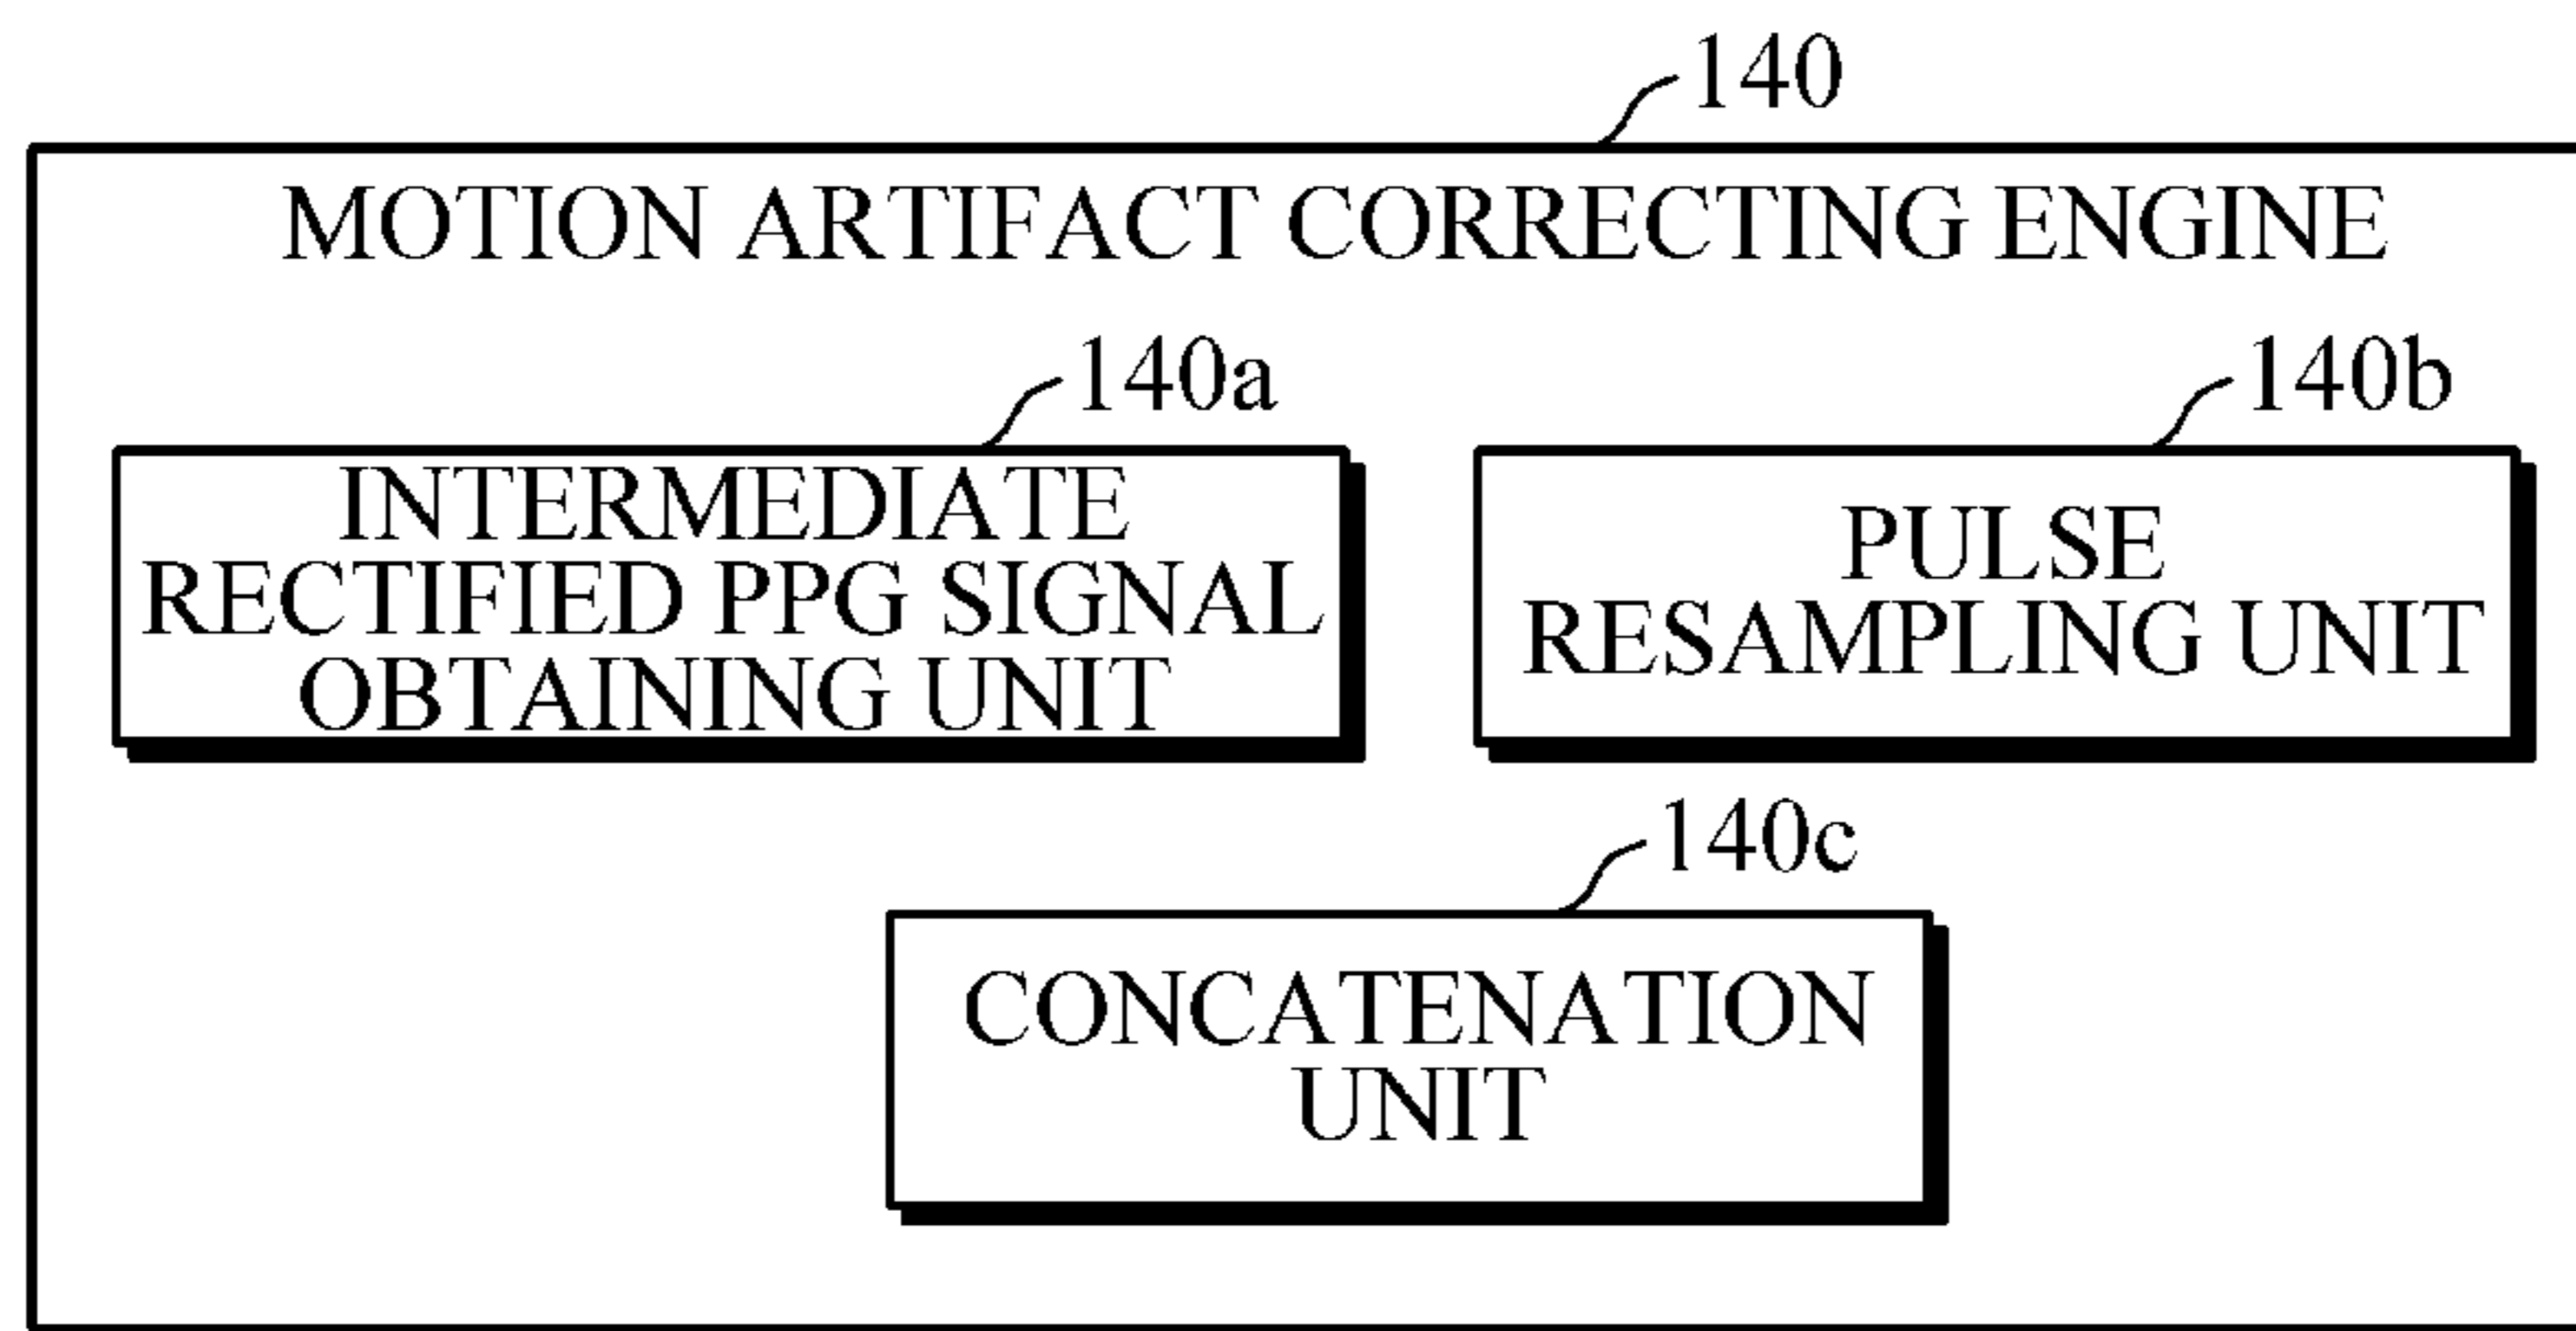 140
MOTION ARTIFACT CORRECTING ENGINE
140a
INTERMEDIATE
RECTIFIED PPG SIGNAL
OBTAINING UNIT
140b
PULSE
RESAMPLING UNIT
140c
CONCATENATION
UNIT